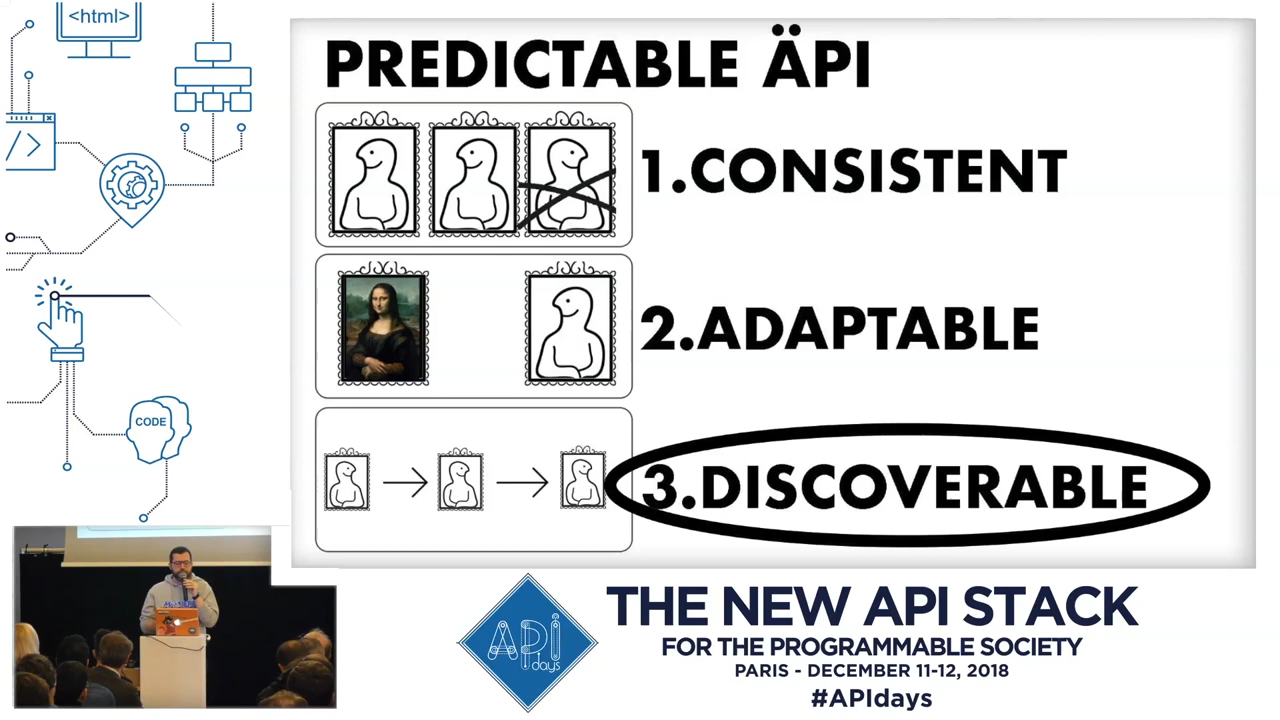 <html>
PREDICTABLE ÄPI
1.CONSISTENT
2.ADAPTABLE
3.DISCOVERABLE
</>
CODE
API
days
THE NEW API STACK
FOR THE PROGRAMMABLE SOCIETY
PARIS - DECEMBER 11-12, 2018
#APIdays